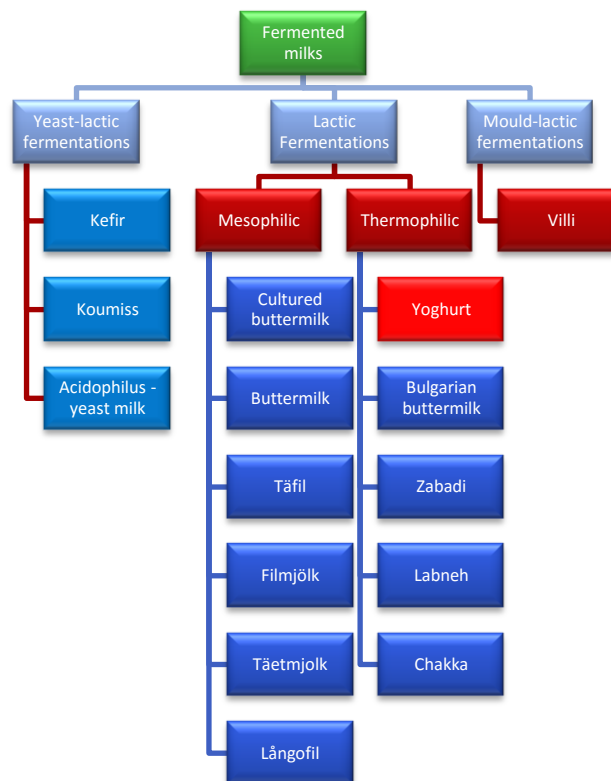 Fermented
milks
Yeast-lactic
fermentations
Lactic
Fermentations
Mould-lactic
fermentations
Kefir
Koumiss
Acidophilus -
yeast milk
Mesophilic
Thermophilic
Villi
Cultured
buttermilk
Buttermilk
Täfil
Filmjölk
Täetmjolk
Långofil
Yoghurt
Bulgarian
buttermilk
Zabadi
Labneh
Chakka